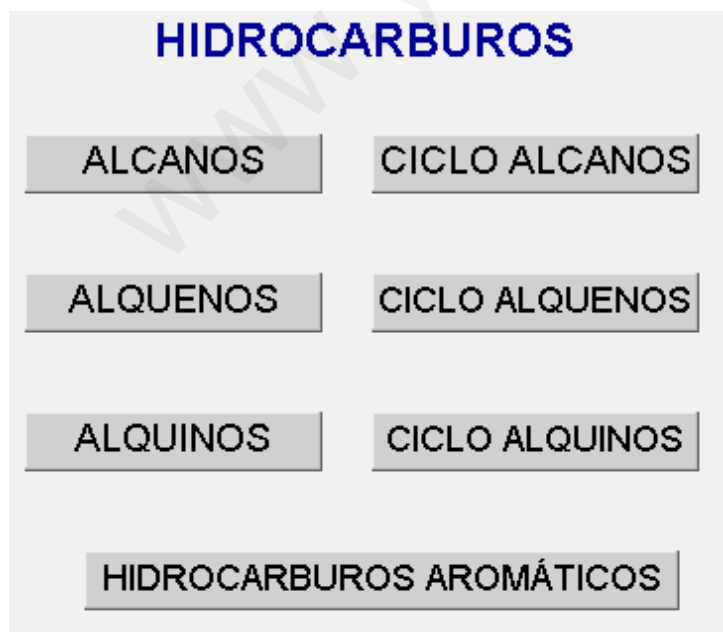 HIDROCARBUROS
ALCANOS
CICLO ALCANOS
ALQUENOS
CICLO ALQUENOS
ALQUINOS
CICLO ALQUINOS
HIDROCARBUROS AROMÁTICOS